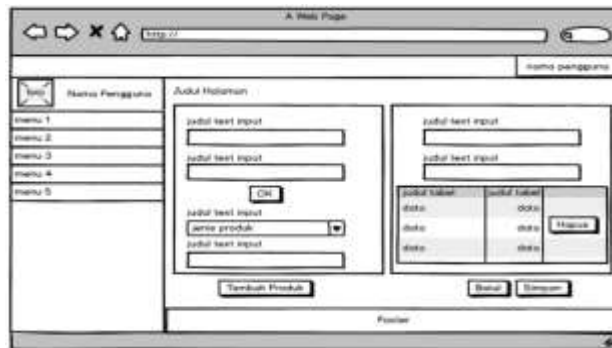 A Web Page
http://
nama pengguna
foto
Nama Pengguna
menu 1
menu 2
menu 3
menu 4
menu 5
Judul Halaman
judul text input
judul text input
OK
judul text input
jenis produk
judul text input
Tambah Produk
judul text input
judul text input
judul tabel judul tabel
data data
data data
data data
Hapus
Batal Simpan
Footer